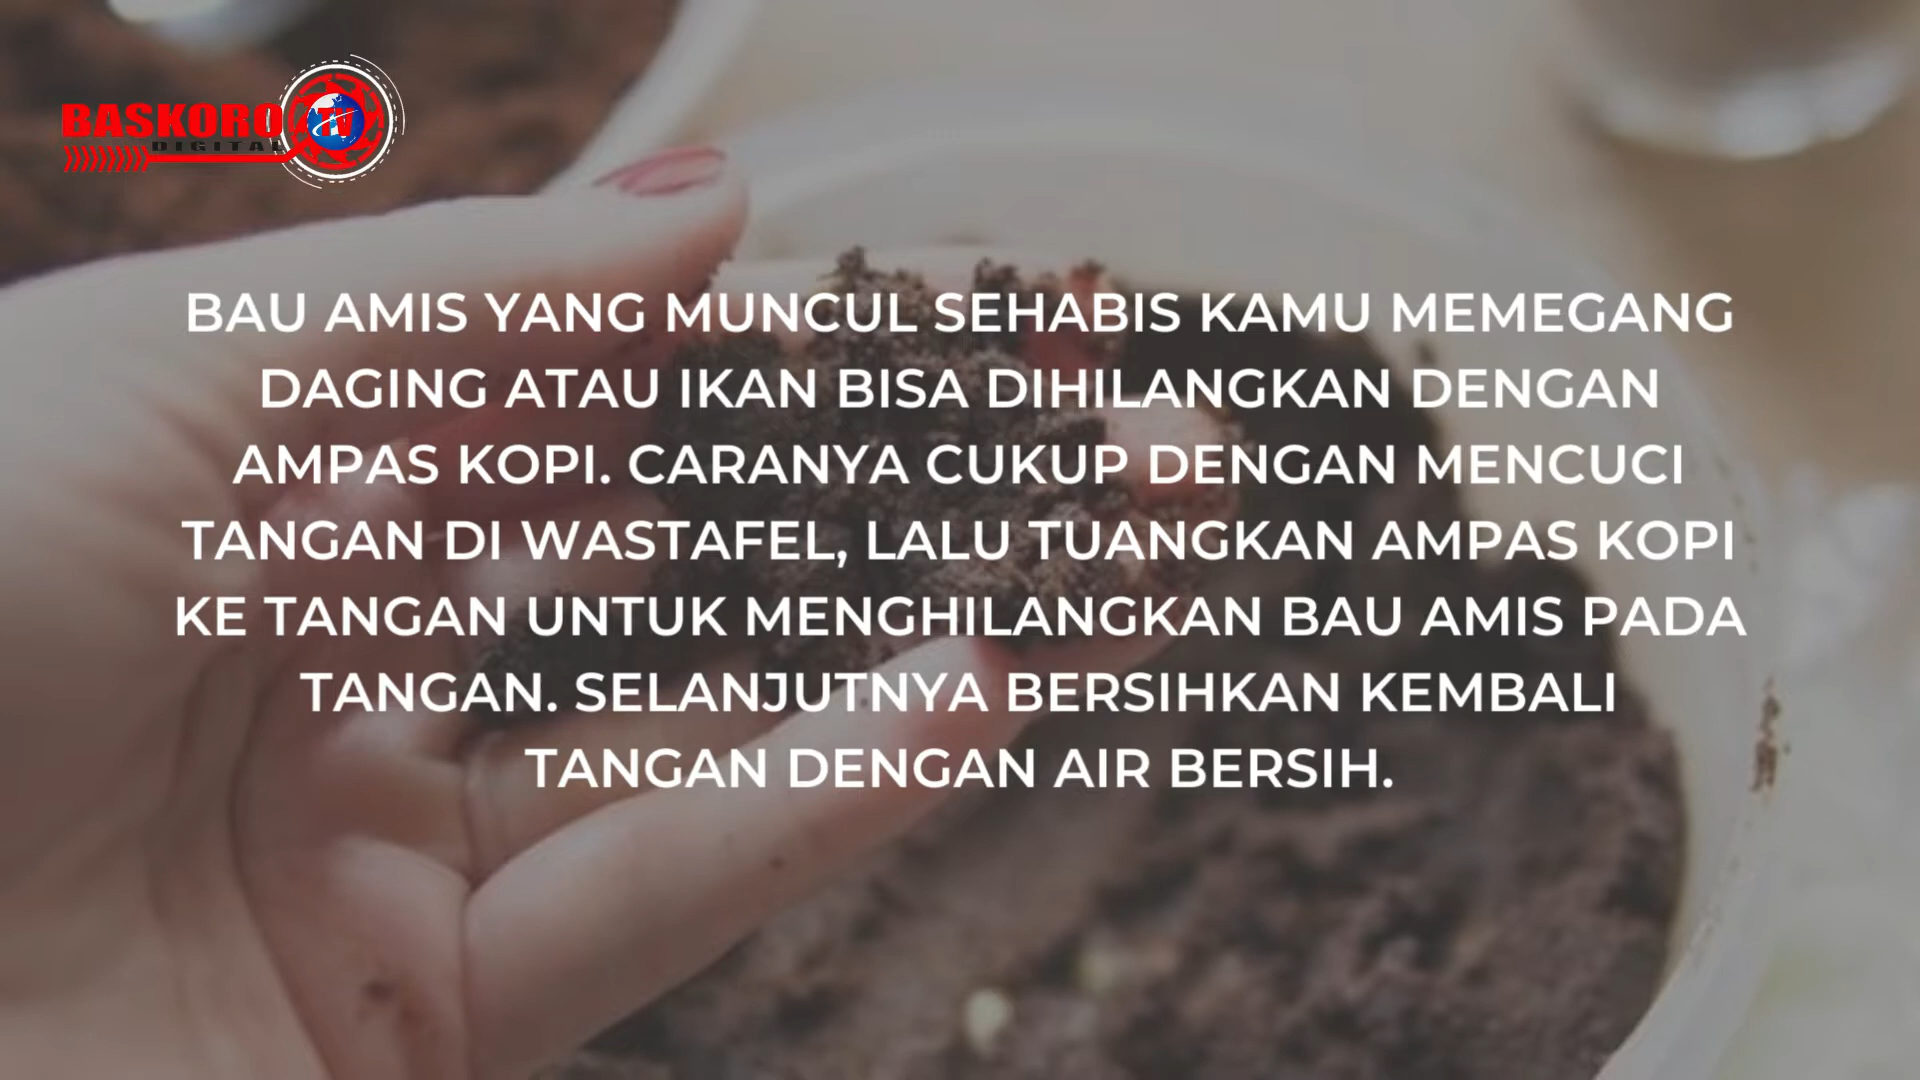 BASKORO TV
DIGITAL
BAU AMIS YANG MUNCUL SEHABIS KAMU MEMEGANG
DAGING ATAU IKAN BISA DIHILANGKAN DENGAN
AMPAS KOPI. CARANYA CUKUP DENGAN MENCUCI
TANGAN DI WASTAFEL, LALU TUANGKAN AMPAS KOPI
KE TANGAN UNTUK MENGHILANGKAN BAU AMIS PADA
TANGAN. SELANJUTNYA BERSIHKAN KEMBALI
TANGAN DENGAN AIR BERSIH.